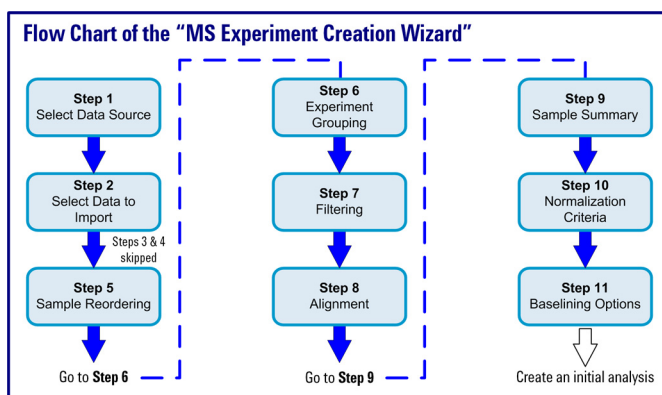 Flow Chart of the “MS Experiment Creation Wizard”
Step 1
Select Data Source
Step 2
Select Data to
Import
Steps 3 & 4
skipped
Step 5
Sample Reordering
Go to Step 6
Step 6
Experiment
Grouping
Step 7
Filtering
Step 8
Alignment
Go to Step 9
Step 9
Sample Summary
Step 10
Normalization
Criteria
Step 11
Baselining Options
Create an initial analysis